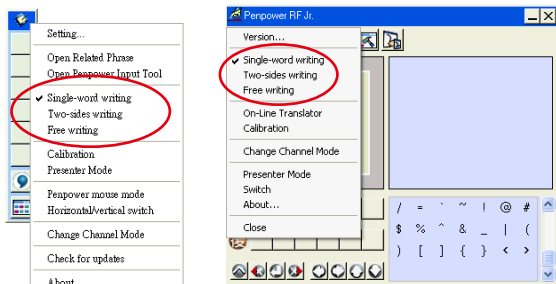 Setting...
Open Related Phrase
Open Penpower Input Tool
Single-word writing
Two-sides writing
Free writing
Calibration
Presenter Mode
Penpower mouse mode
Horizontal/vertical switch
Change Channel Mode
Check for updates
About
Penpower RF Jr.
Version...
Single-word writing
Two-sides writing
Free writing
On-Line Translator
Calibration
Change Channel Mode
Presenter Mode
Switch
About...
Close
/ = ` ~ ! @ #
$ % ^ & _ | (
) [ ] { } < >